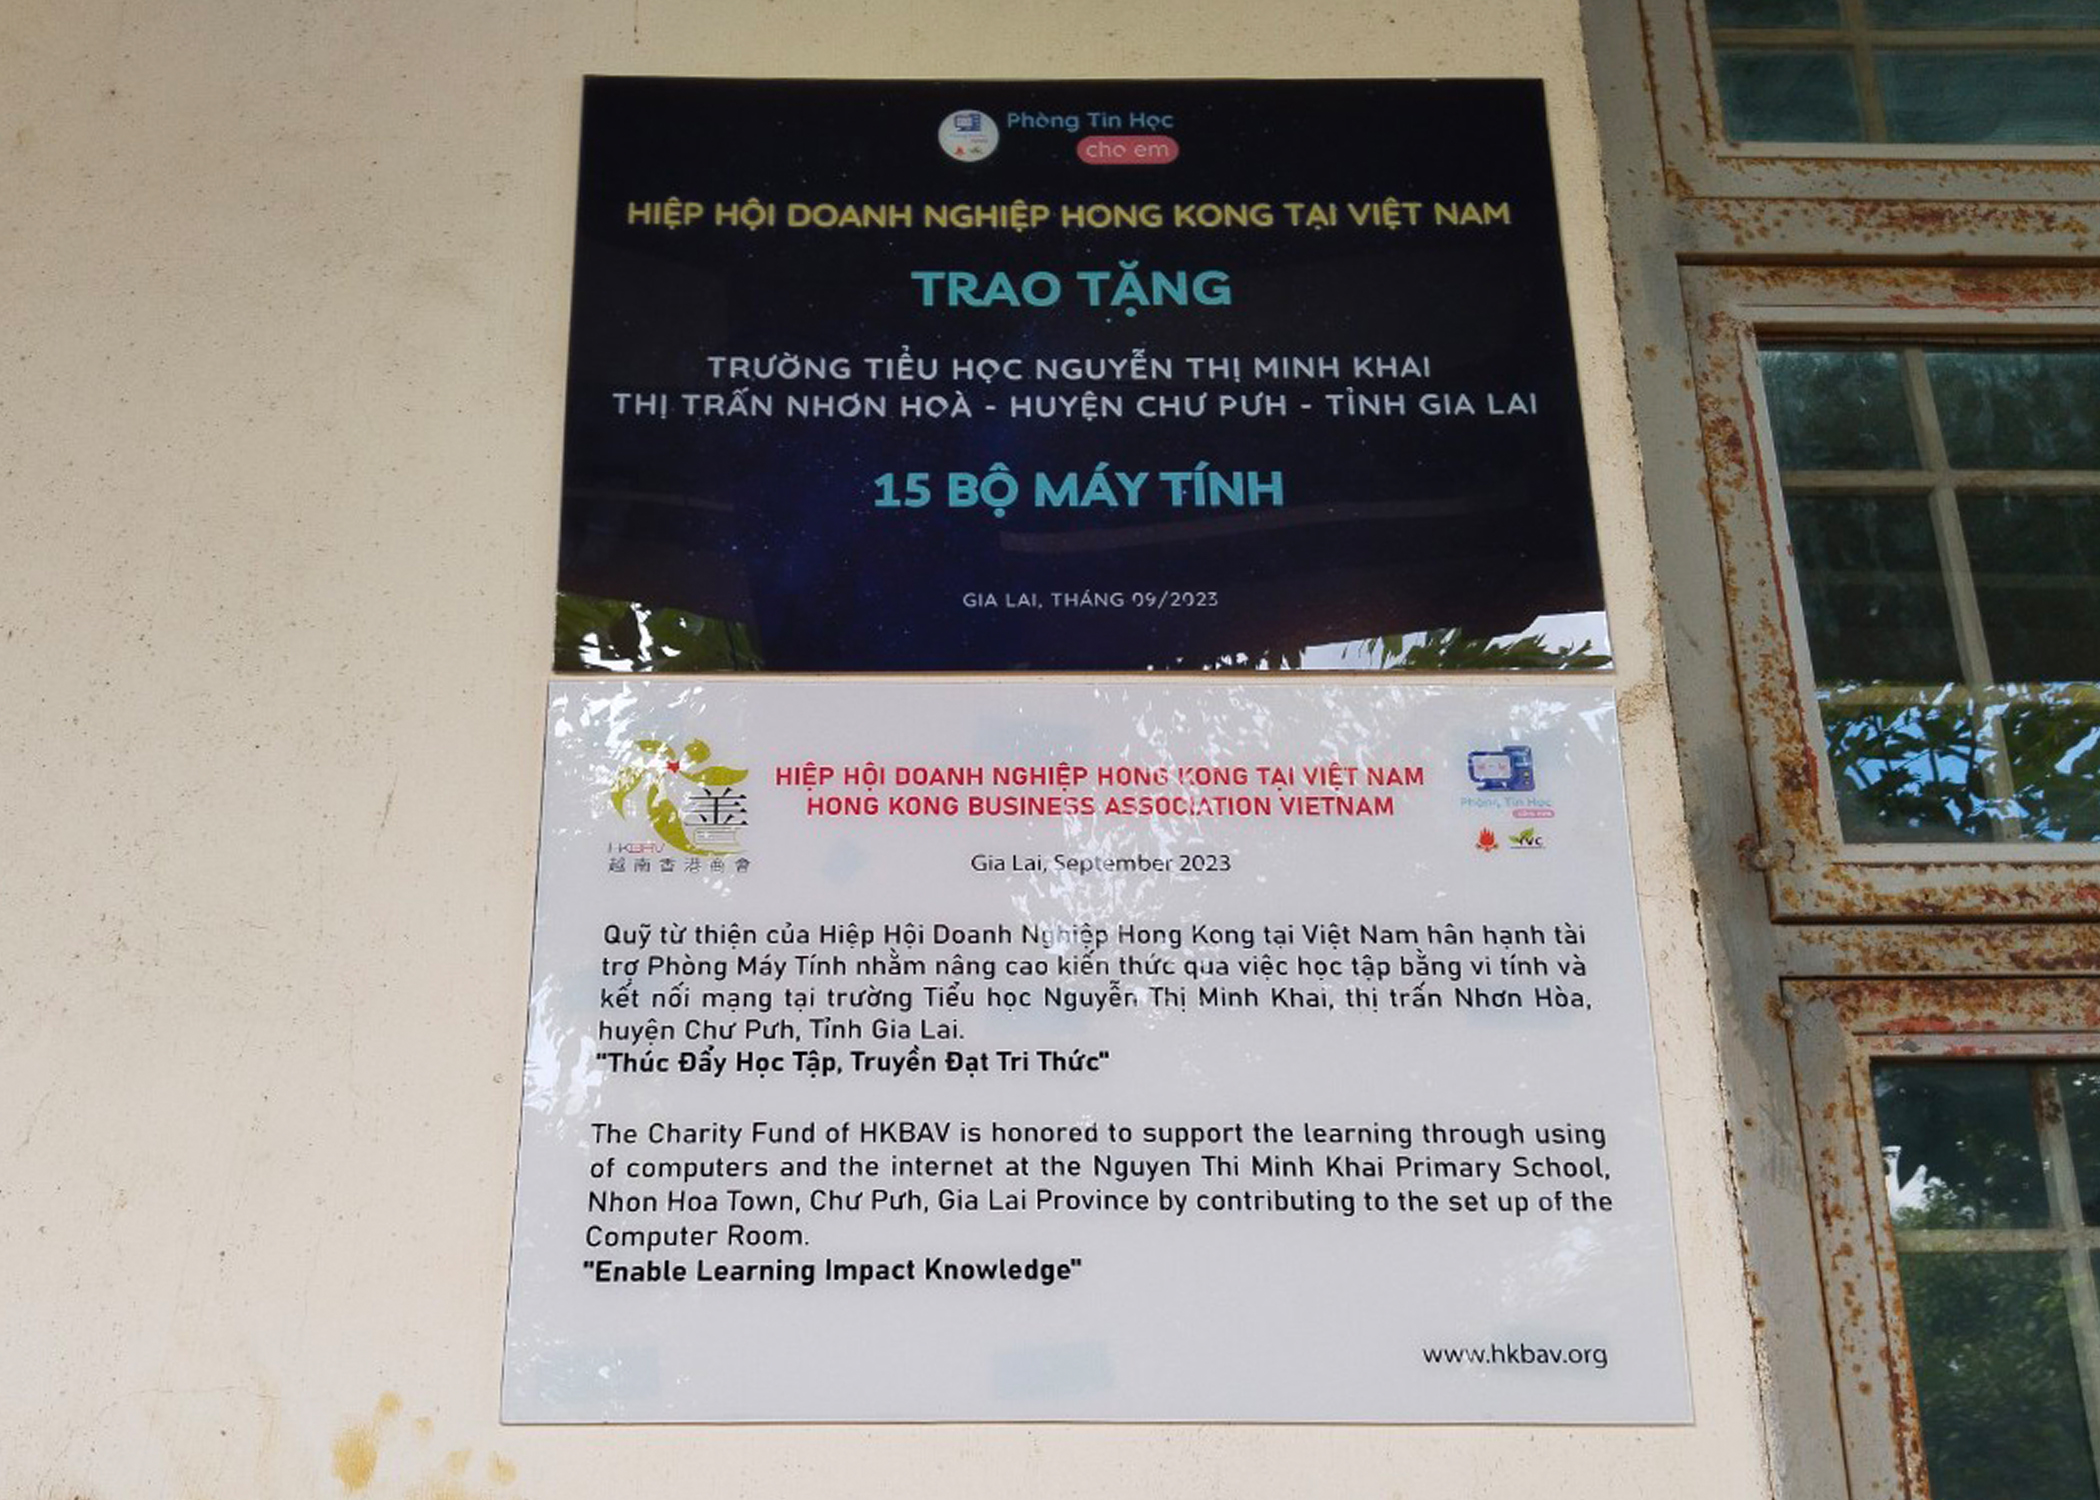 Phòng Tin Học
cho em
HIỆP HỘI DOANH NGHIỆP HONG KONG TẠI VIỆT NAM
TRAO TẶNG
TRƯỜNG TIỂU HỌC NGUYỄN THỊ MINH KHAI
THỊ TRẤN NHƠN HOÀ - HUYỆN CHƯ PƯH - TỈNH GIA LAI
15 BỘ MÁY TÍNH
GIA LAI, THÁNG 09/2023
善
HKBAV
越南香港商會
HIỆP HỘI DOANH NGHIỆP HONG KONG TẠI VIỆT NAM
HONG KONG BUSINESS ASSOCIATION VIETNAM
Gia Lai, September 2023
Phòng Tin Học
cho em
Quỹ từ thiện của Hiệp Hội Doanh Nghiệp Hong Kong tại Việt Nam hân hạnh tài
trợ Phòng Máy Tính nhằm nâng cao kiến thức qua việc học tập bằng vi tính và
kết nối mạng tại trường Tiểu học Nguyễn Thị Minh Khai, thị trấn Nhơn Hòa,
huyện Chư Pưh, Tỉnh Gia Lai.
"Thúc Đẩy Học Tập, Truyền Đạt Tri Thức"
The Charity Fund of HKBAV is honored to support the learning through using
of computers and the internet at the Nguyen Thi Minh Khai Primary School,
Nhon Hoa Town, Chư Pưh, Gia Lai Province by contributing to the set up of the
Computer Room.
"Enable Learning Impact Knowledge"
www.hkbav.org